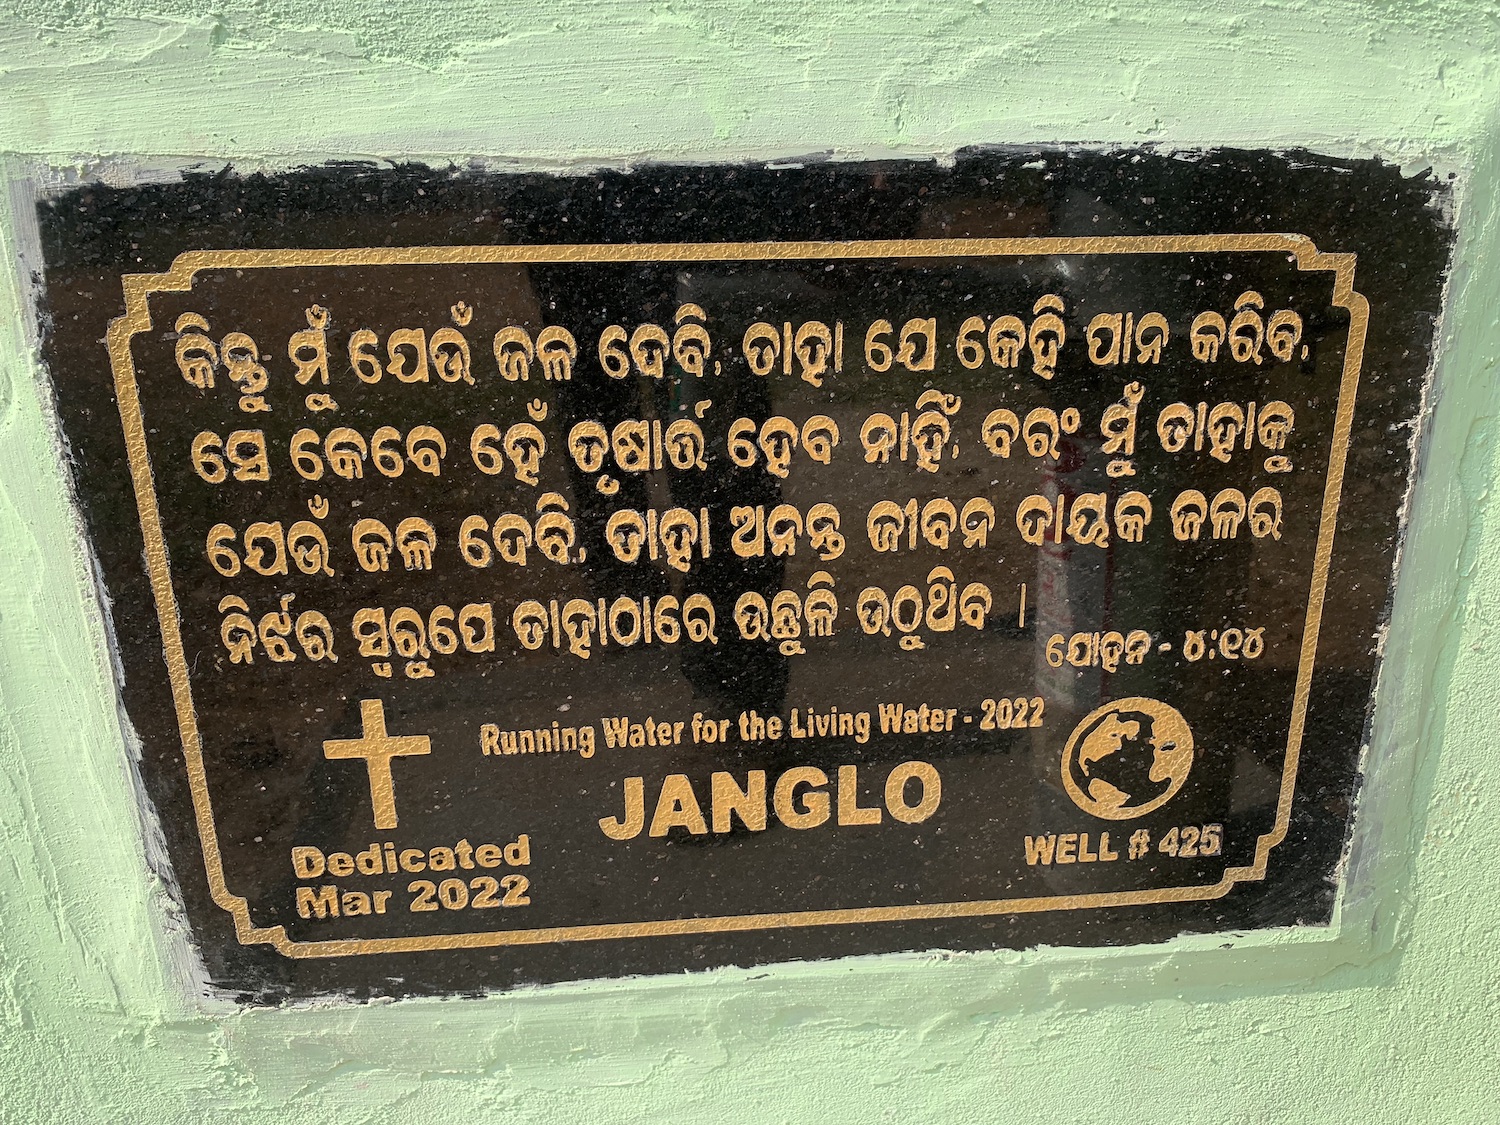 କିନ୍ତୁ ମୁଁ ଯେଉଁ ଜଳ ଦେବି, ତାହା ଯେ କେହି ପାନ କରିବ,
ସେ କେବେ ହେଁ ତୃଷାର୍ତ୍ତ ହେବ ନାହିଁ, ବରଂ ମୁଁ ତାହାକୁ
ଯେଉଁ ଜଳ ଦେବି, ତାହା ଅନନ୍ତ ଜୀବନ ଦାୟକ ଜଳର
ନିର୍ଝର ସ୍ୱରୂପେ ତାହାଠାରେ ଉଛୁଳି ଉଠୁଥିବ ।
ଯୋହନ - ୪:୧୪
Running Water for the Living Water - 2022
JANGLO
Dedicated
Mar 2022
WELL # 425